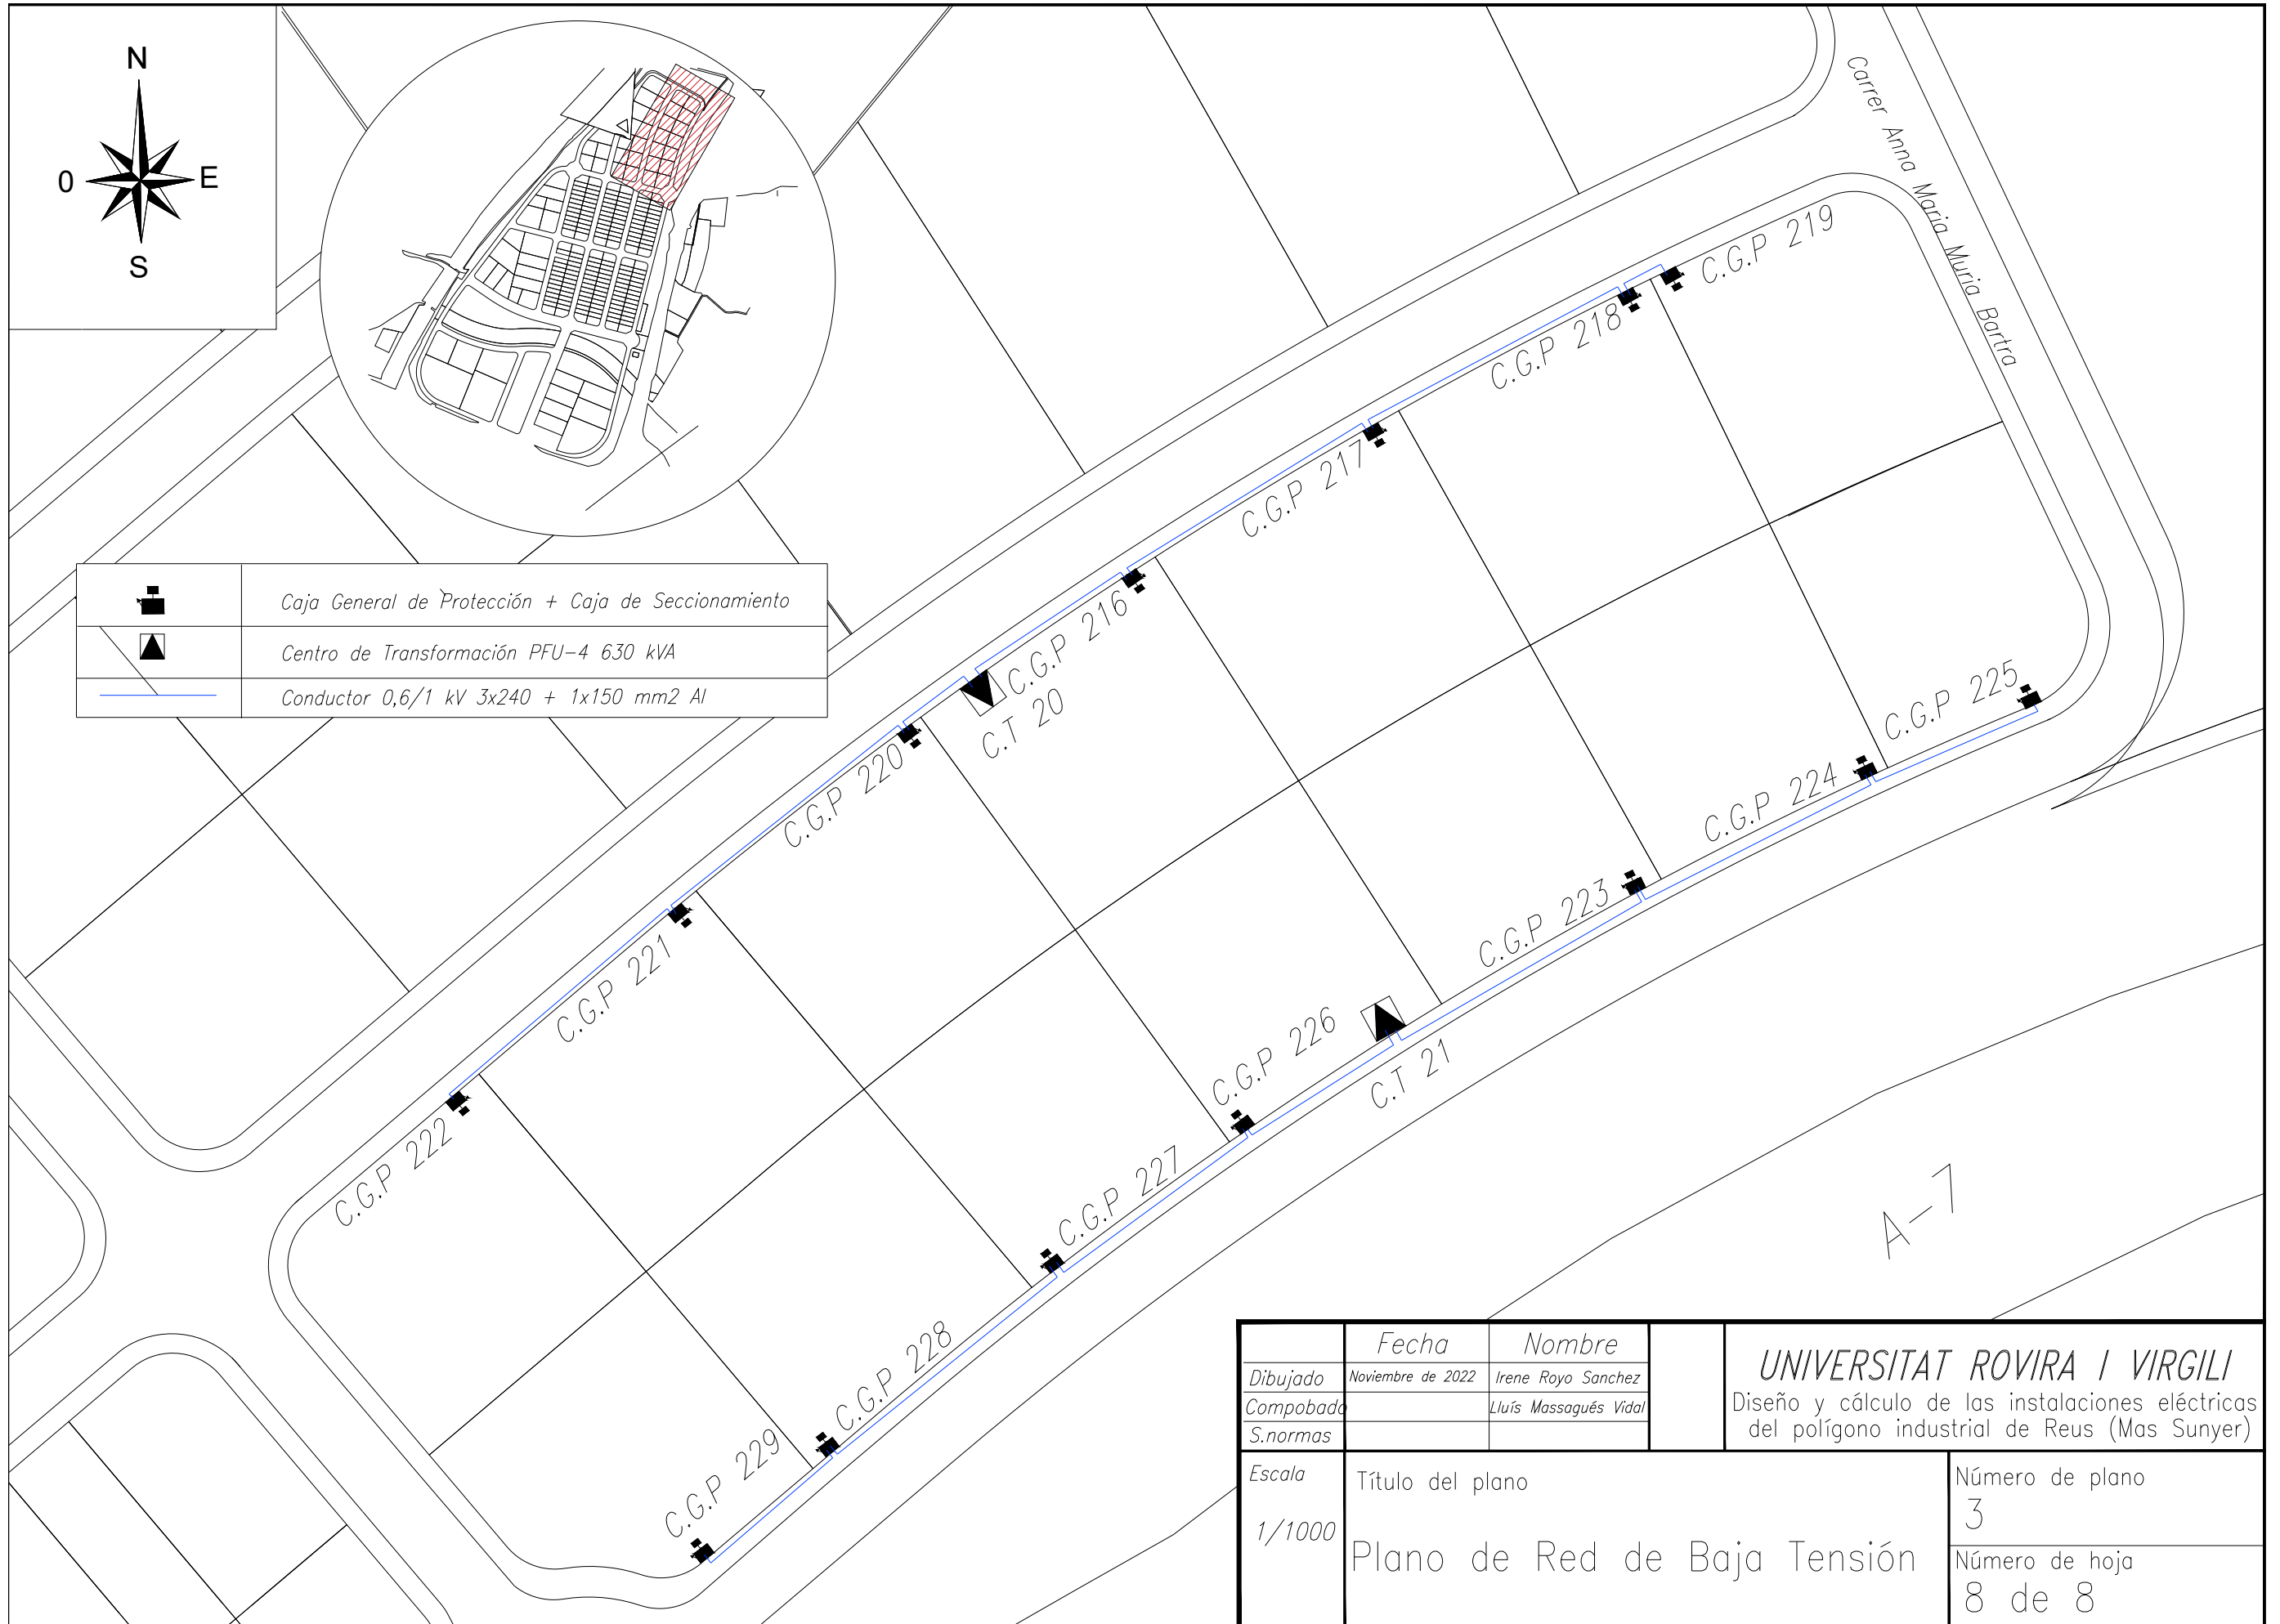 N
0
E
S
Carrer Anna Maria Muria Bartra
C.G.P 219
C.G.P 218
C.G.P 217
C.G.P 216
C.T 20
C.G.P 220
C.G.P 221
C.G.P 222
C.G.P 225
C.G.P 224
C.G.P 223
C.G.P 226
C.T 21
C.G.P 227
C.G.P 228
C.G.P 229
A-7
Caja General de Protección + Caja de Seccionamiento
Centro de Transformación PFU-4 630 kVA
Conductor 0,6/1 kV 3x240 + 1x150 mm2 Al
Fecha Nombre
Dibujado Noviembre de 2022 Irene Royo Sanchez
Compobado Lluís Massagués Vidal
S.normas
UNIVERSITAT ROVIRA I VIRGILI
Diseño y cálculo de las instalaciones eléctricas
del polígono industrial de Reus (Mas Sunyer)
Escala
1/1000
Título del plano
Plano de Red de Baja Tensión
Número de plano
3
Número de hoja
8 de 8